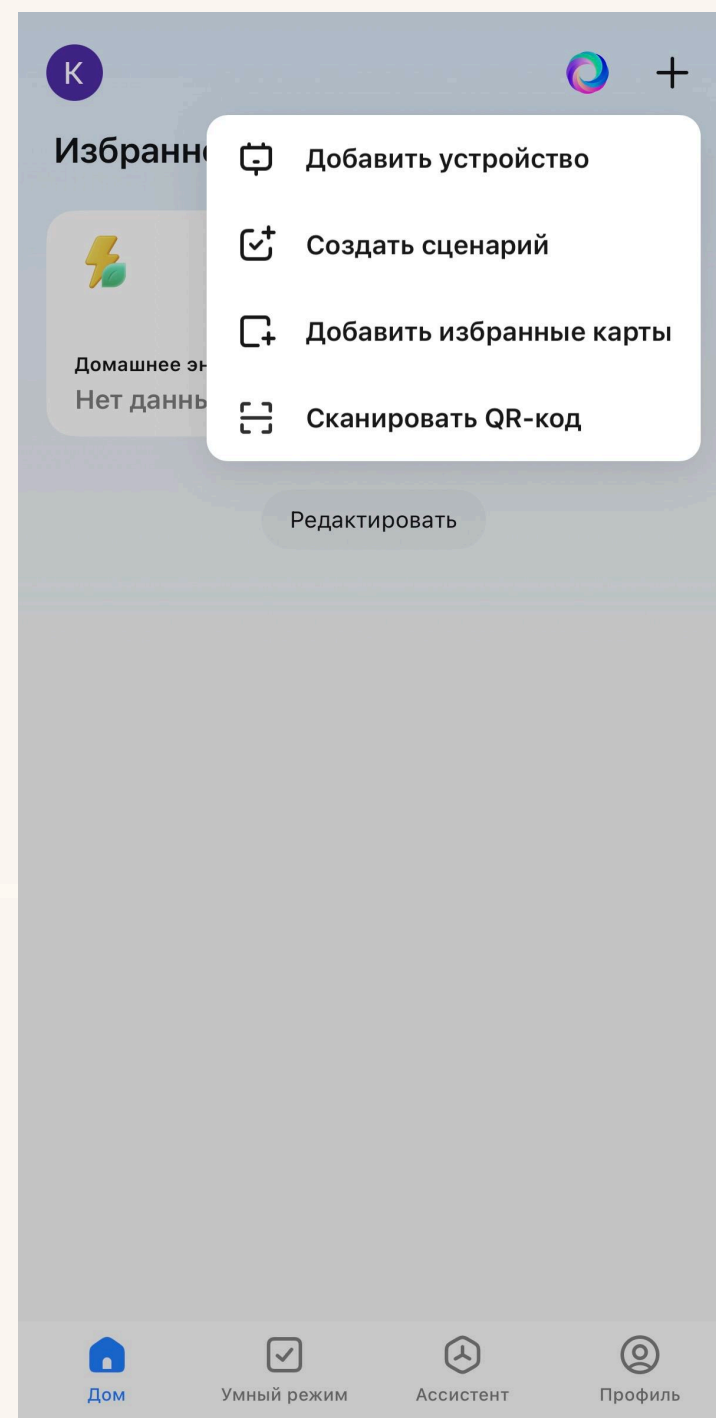 К
Избранн
Добавить устройство
Создать сценарий
Добавить избранные карты
Сканировать QR-код
Домашнее эн
Нет данны
Редактировать
Дом
Умный режим
Ассистент
Профиль